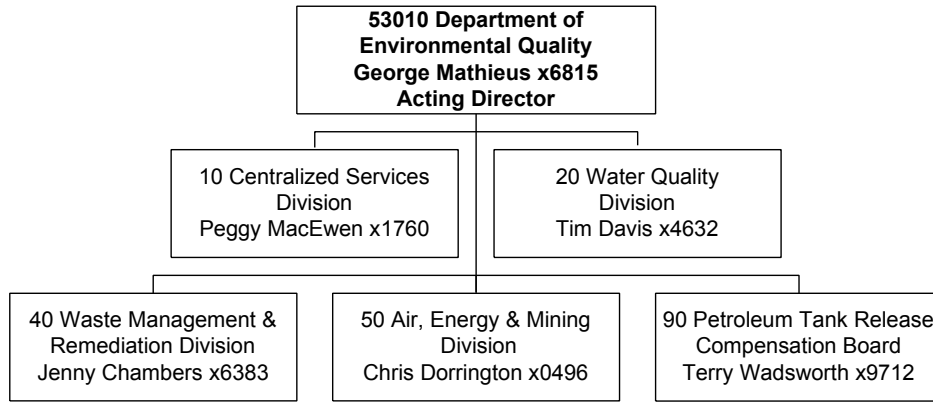 53010 Department of
Environmental Quality
George Mathieus x6815
Acting Director
10 Centralized Services
Division
Peggy MacEwen x1760
20 Water Quality
Division
Tim Davis x4632
40 Waste Management &
Remediation Division
Jenny Chambers x6383
50 Air, Energy & Mining
Division
Chris Dorrington x0496
90 Petroleum Tank Release
Compensation Board
Terry Wadsworth x9712